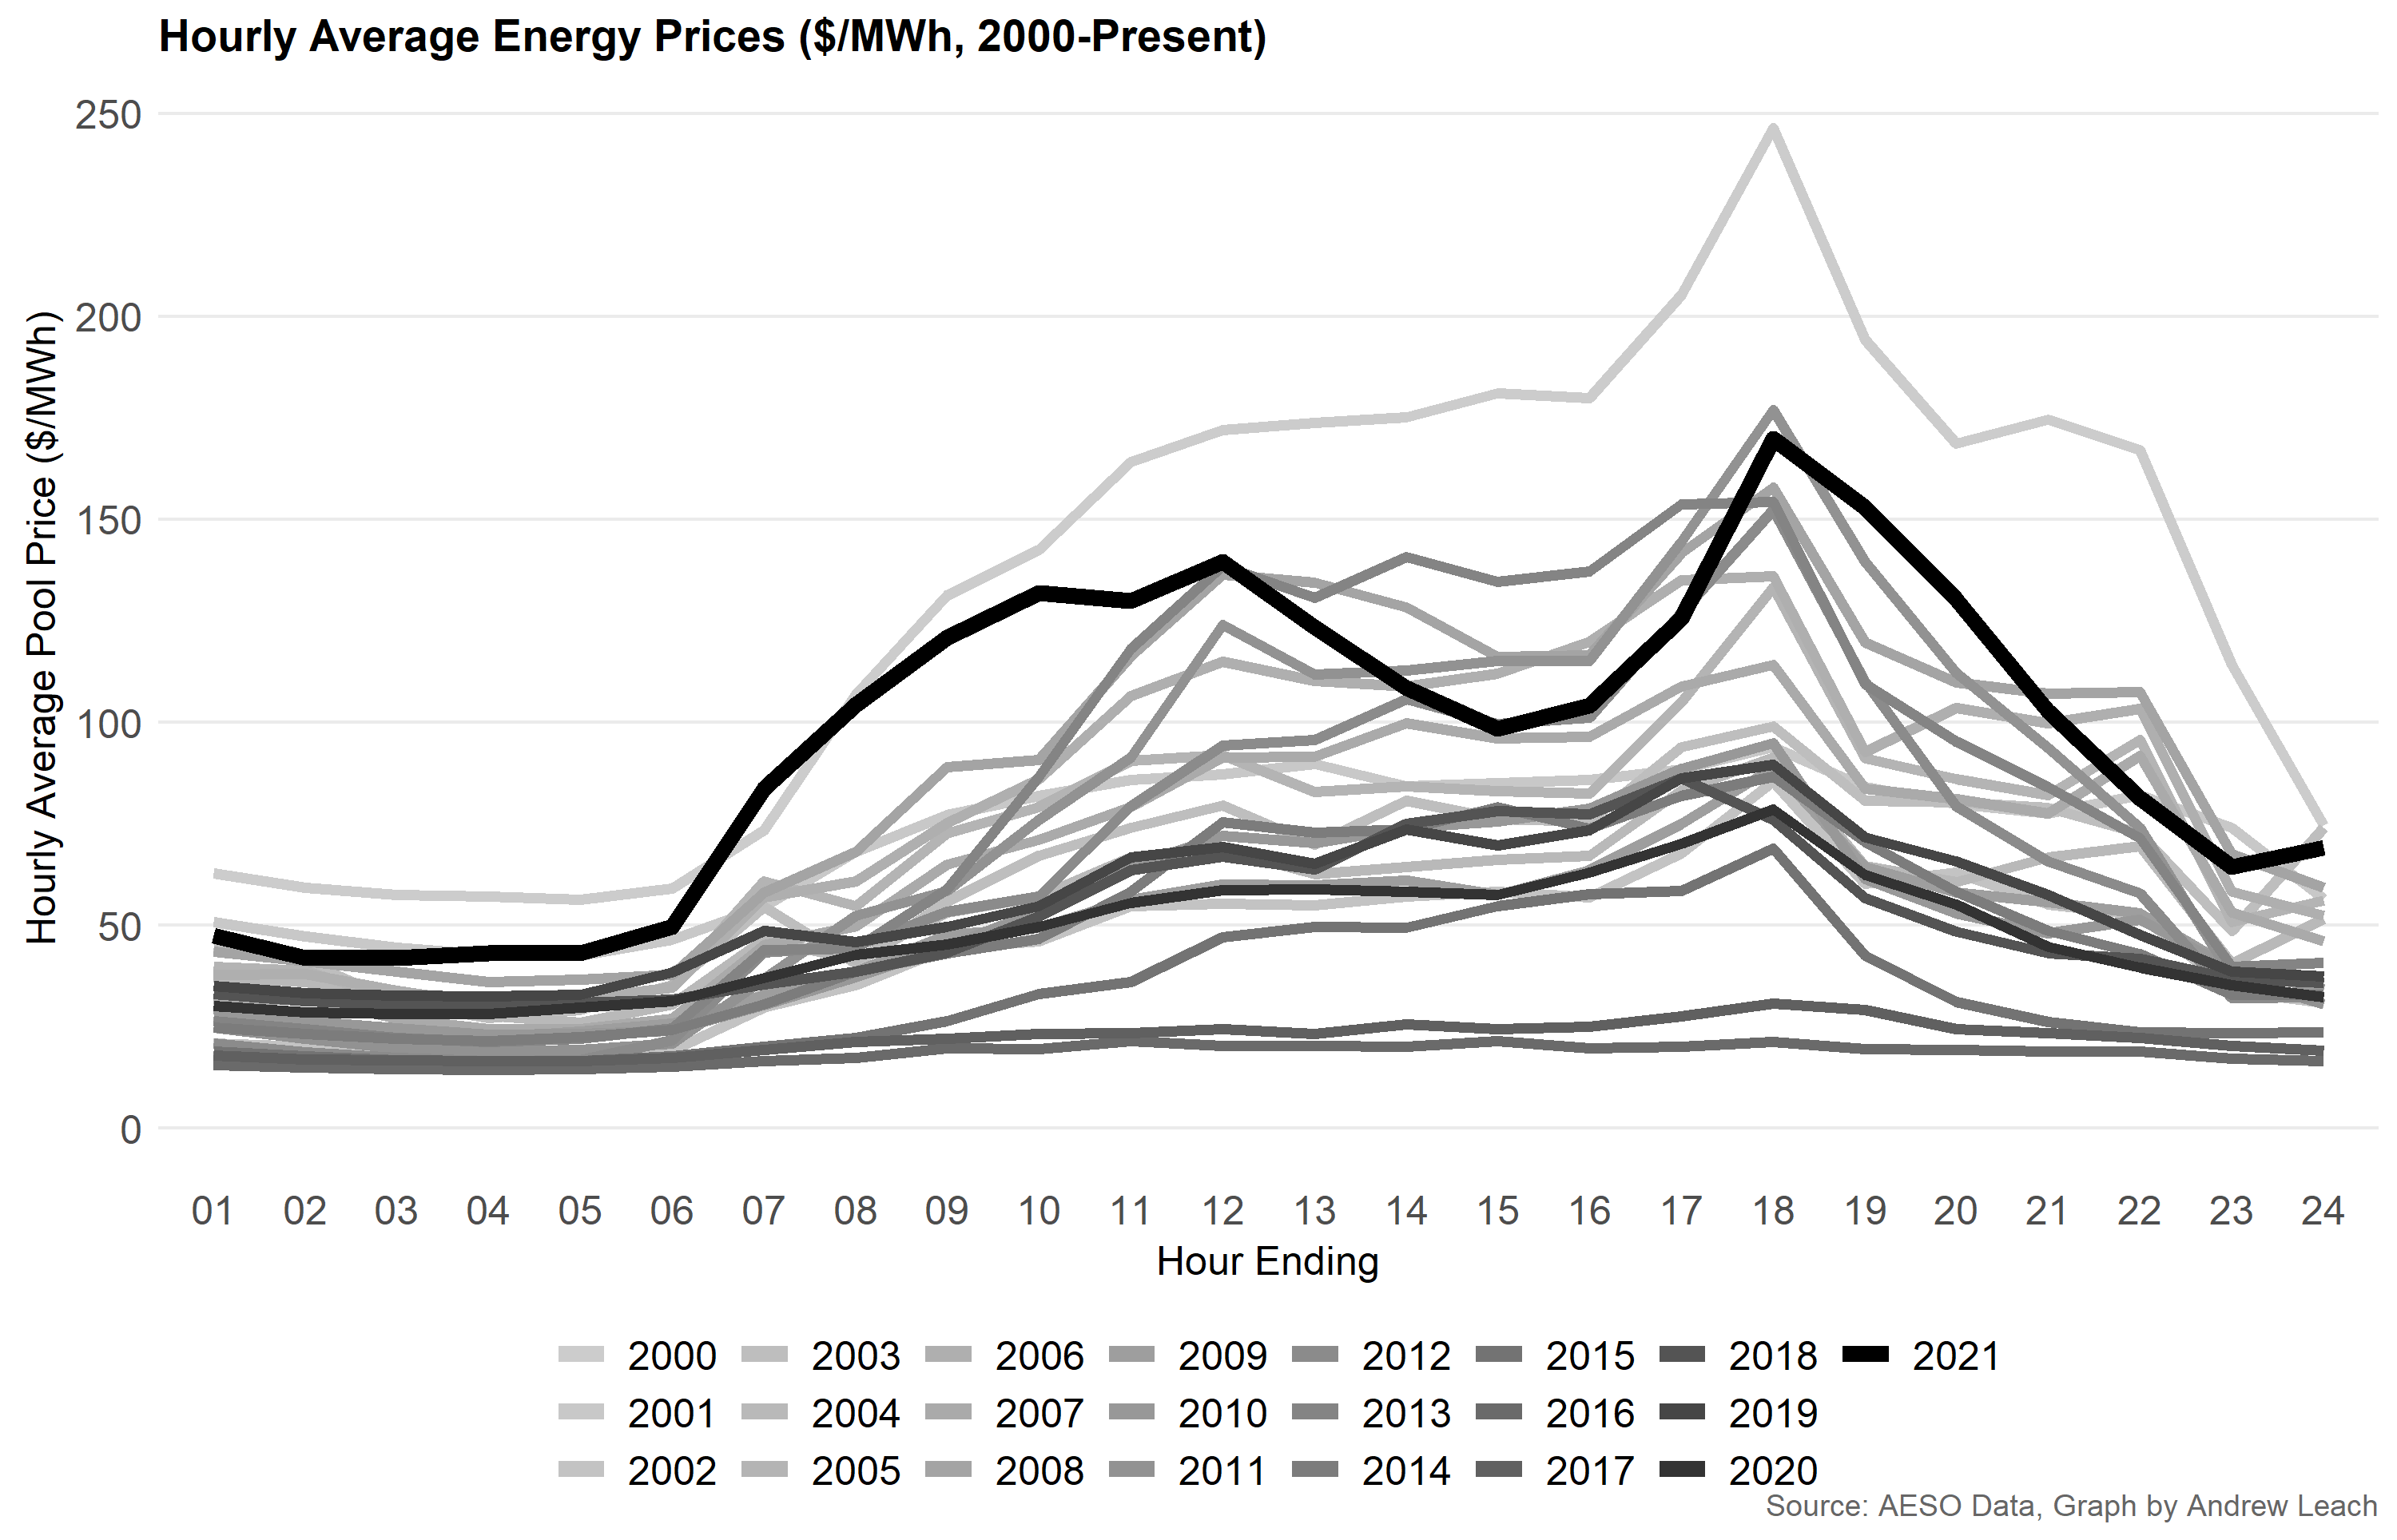 Hourly Average Energy Prices ($/MWh, 2000-Present)
Hourly Average Pool Price ($/MWh)
250
200
150
100
50
0
01 02 03 04 05 06 07 08 09 10 11 12 13 14 15 16 17 18 19 20 21 22 23 24
Hour Ending
2000 2003 2006 2009 2012 2015 2018 2021
2001 2004 2007 2010 2013 2016 2019
2002 2005 2008 2011 2014 2017 2020
Source: AESO Data, Graph by Andrew Leach